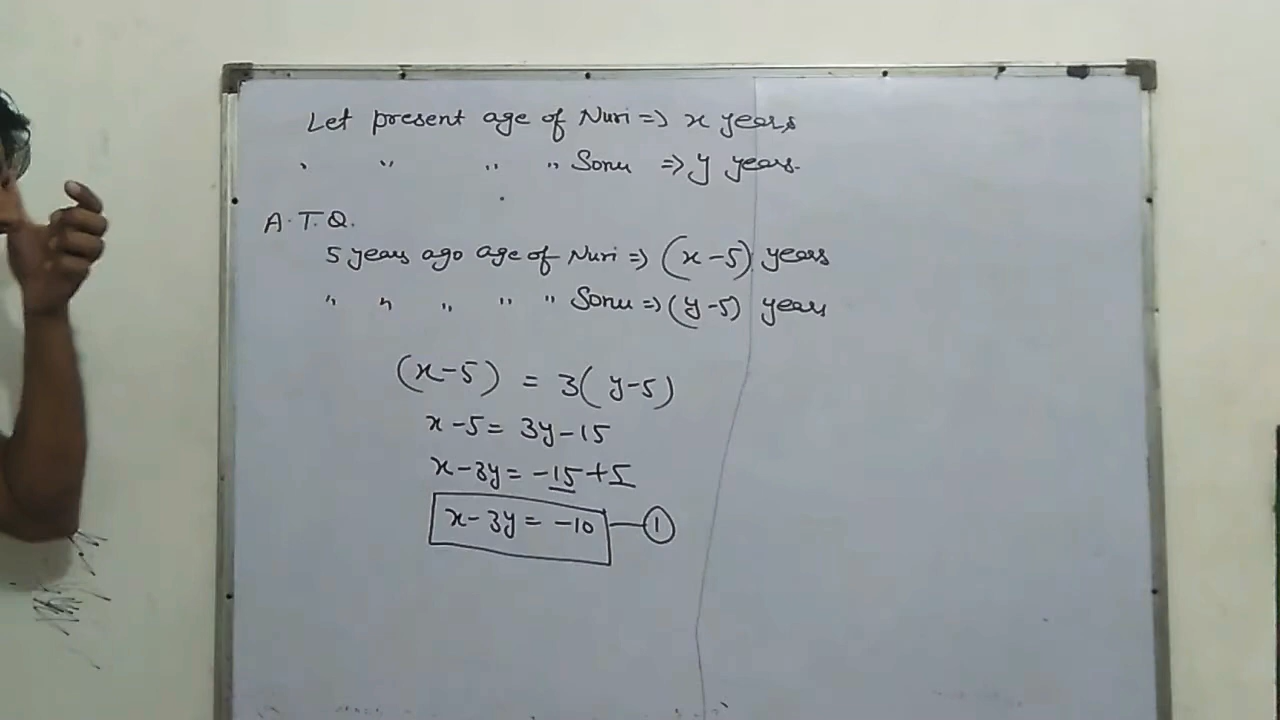 Let present age of Nuri => x years
" " " " Sonu => y years.
A.T.Q.
5 years ago age of Nuri => (x-5) years
" " " " " Sonu => (y-5) years
(x-5) = 3(y-5)
x-5 = 3y-15
x-3y = -15+5
x-3y = -10 — 1